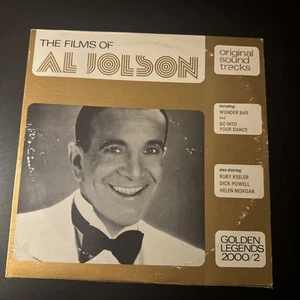 THE FILMS OF
AL JOLSON
original
sound
tracks
including
WONDER BAR
and
GO INTO
YOUR DANCE
also starring
RUBY KEELER
DICK POWELL
HELEN MORGAN
GOLDEN
LEGENDS
2000/2